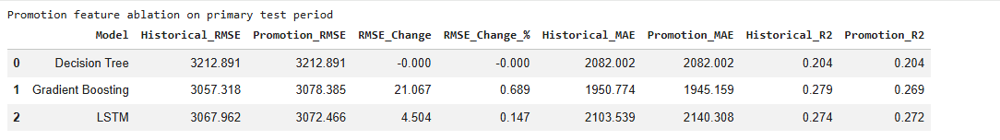 Promotion feature ablation on primary test period
Model Historical_RMSE Promotion_RMSE RMSE_Change RMSE_Change_% Historical_MAE Promotion_MAE Historical_R2 Promotion_R2
0 Decision Tree 3212.891 3212.891 -0.000 -0.000 2082.002 2082.002 0.204 0.204
1 Gradient Boosting 3057.318 3078.385 21.067 0.689 1950.774 1945.159 0.279 0.269
2 LSTM 3067.962 3072.466 4.504 0.147 2103.539 2140.308 0.274 0.272